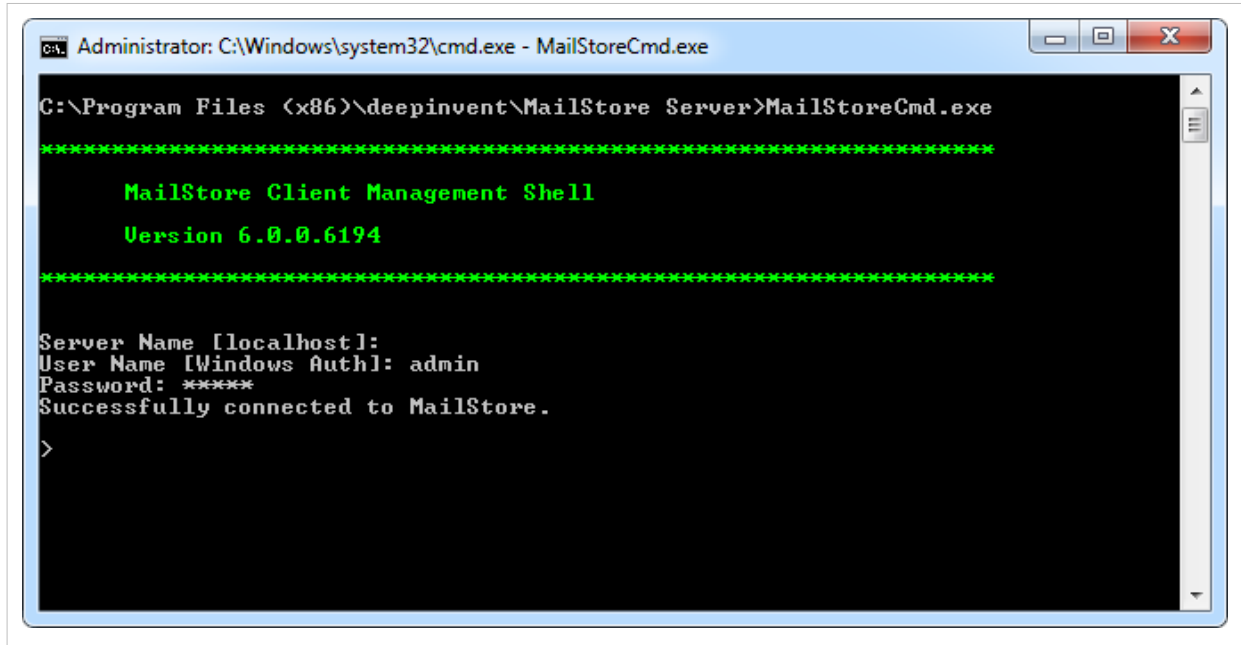 Administrator: C:\Windows\system32\cmd.exe - MailStoreCmd.exe
C:\Program Files (x86)\deepinvent\MailStore Server>MailStoreCmd.exe
*******************************************************************
MailStore Client Management Shell
Version 6.0.0.6194
*******************************************************************
Server Name [localhost]:
User Name [Windows Auth]: admin
Password: *****
Successfully connected to MailStore.
>